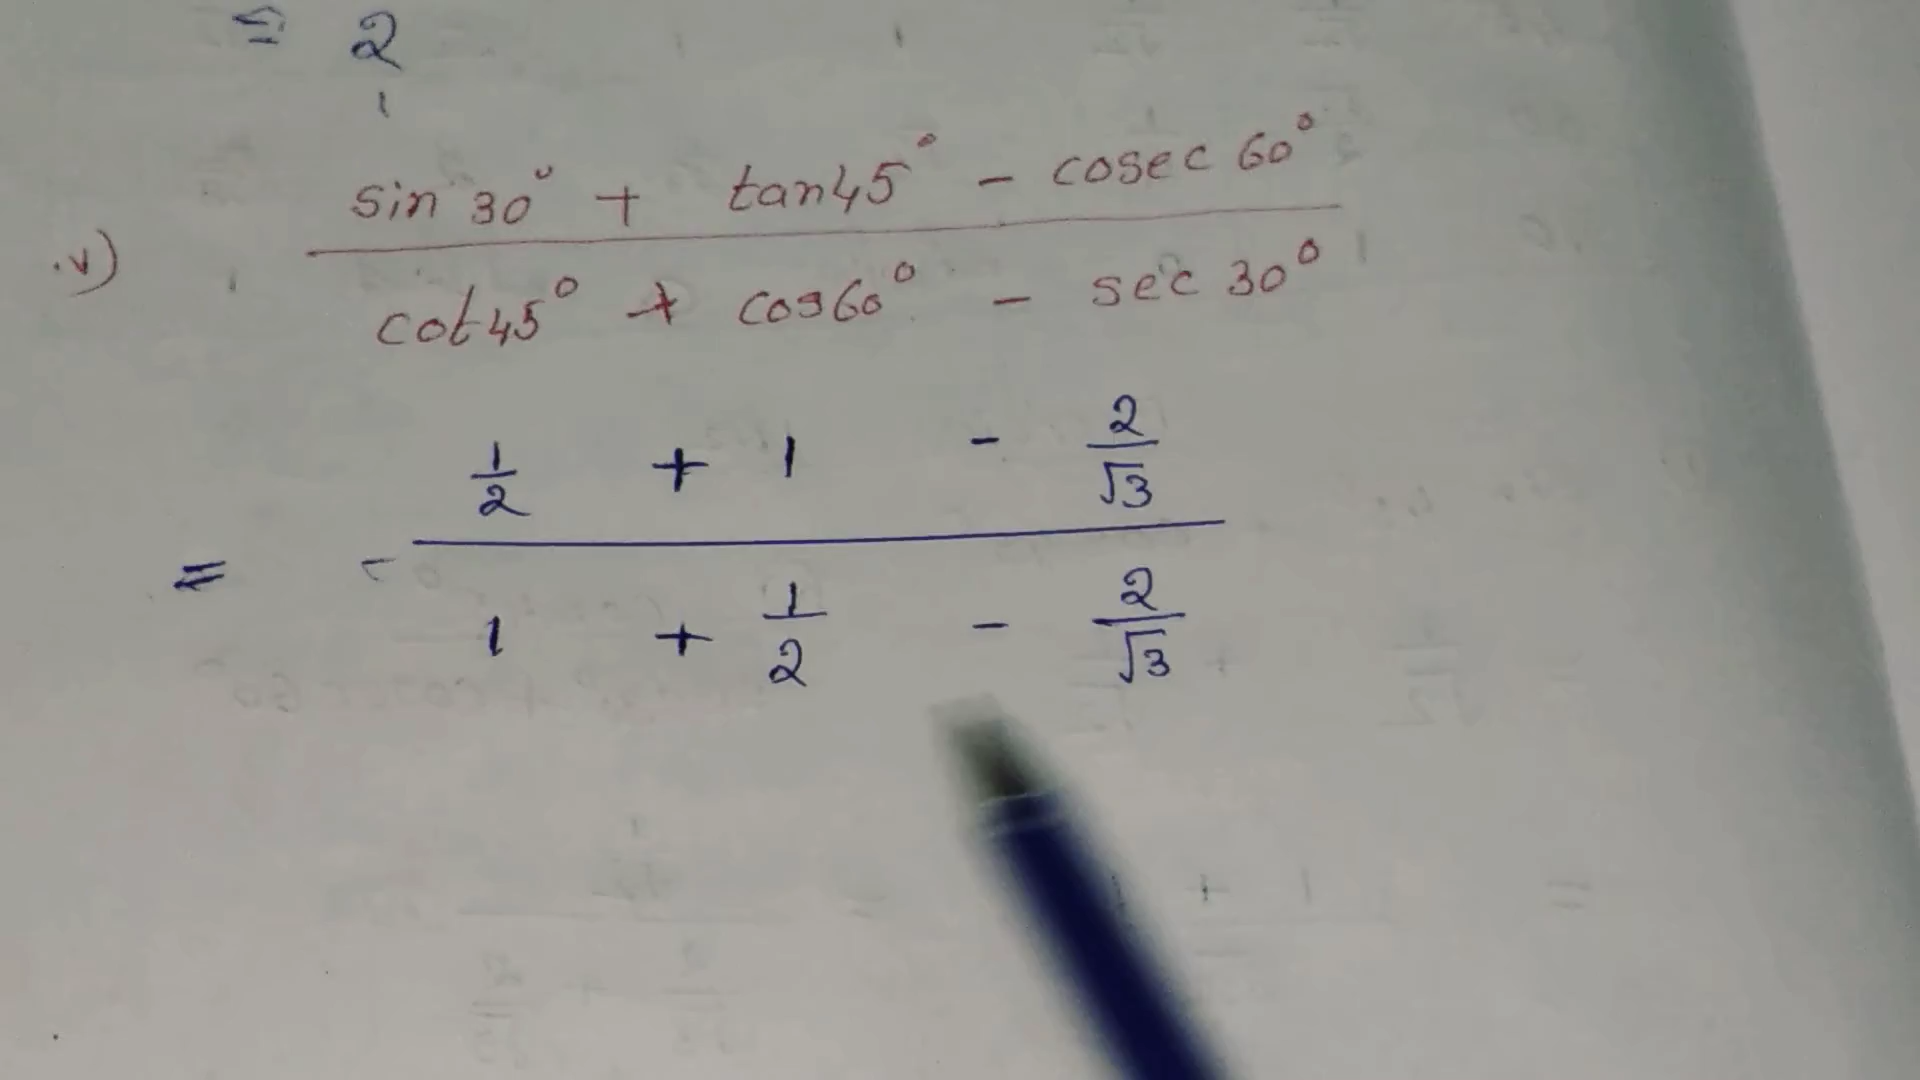 = 2
1
sin 30° + tan45° - cosec 60°
.v)
cot45° + cos60° - sec 30°
1/2 + 1 - 2/√3
= -
1 + 1/2 - 2/√3